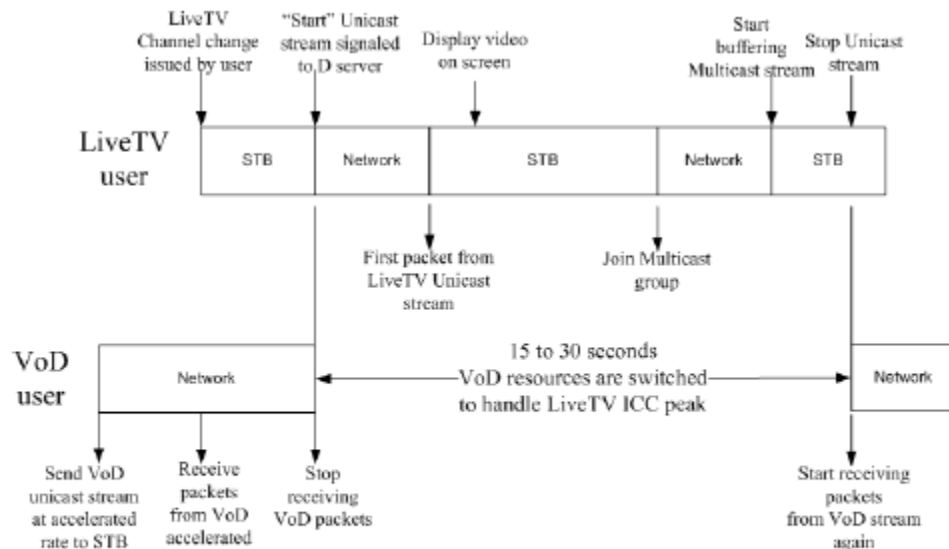 LiveTV
Channel change
issued by user
“Start” Unicast
stream signaled
to D server
Display video
on screen
Start
buffering
Multicast stream
Stop Unicast
stream
LiveTV
user
STB
Network
STB
Network
STB
First packet from
LiveTV Unicast
stream
Join Multicast
group
VoD
user
Network
15 to 30 seconds
VoD resources are switched
to handle LiveTV ICC peak
Network
Send VoD
unicast stream
at accelerated
rate to STB
Receive
packets
from VoD
accelerated
Stop
receiving
VoD packets
Start receiving
packets
from VoD stream
again